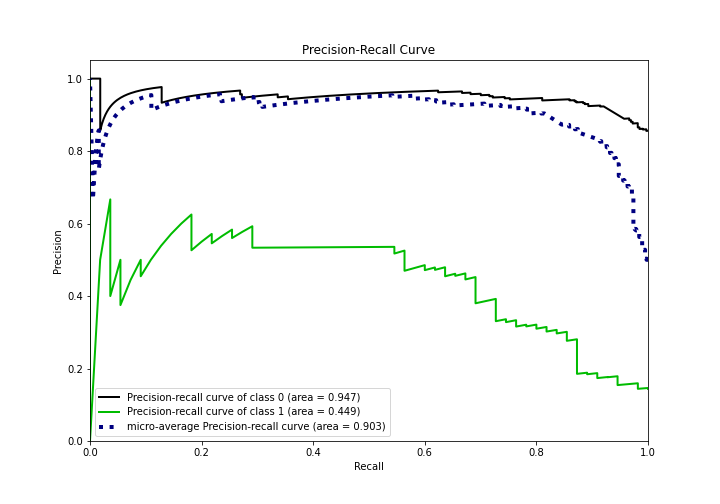 Precision-Recall Curve
1.0
0.8
0.6
0.4
0.2
0.0
Precision
Precision-recall curve of class 0 (area = 0.947)
Precision-recall curve of class 1 (area = 0.449)
micro-average Precision-recall curve (area = 0.903)
0.0 0.2 0.4 0.6 0.8 1.0
Recall